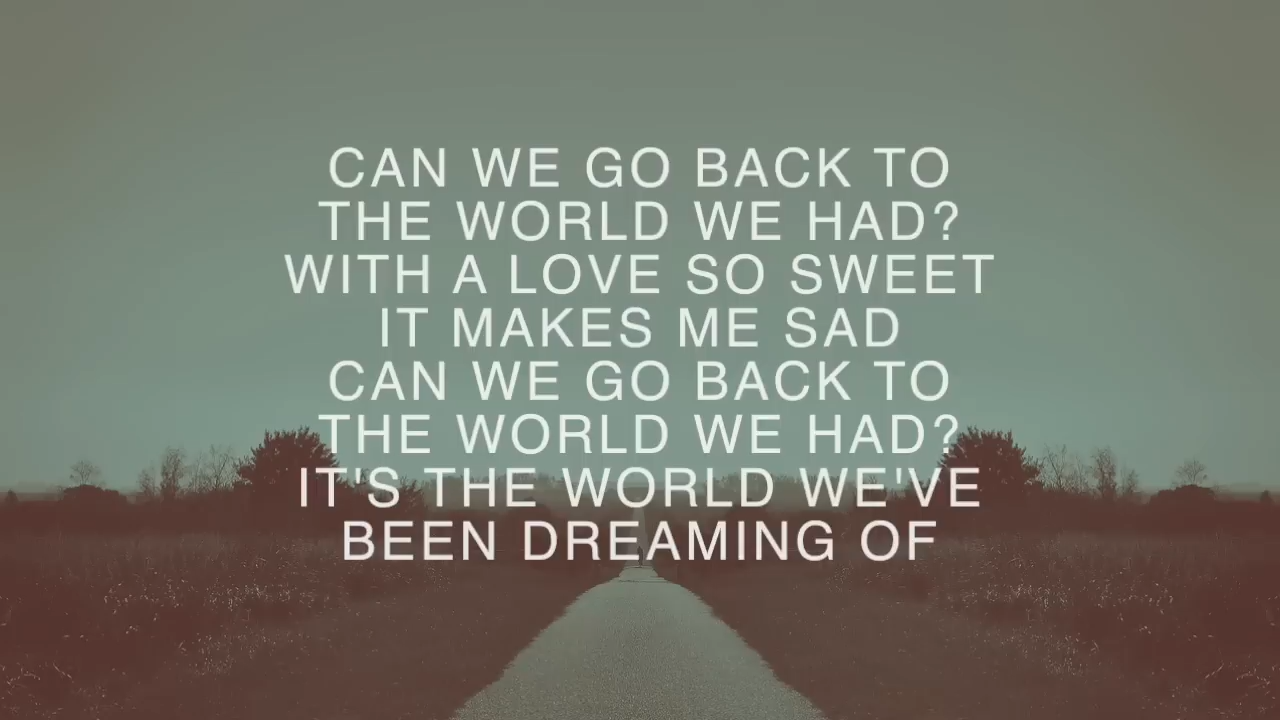 CAN WE GO BACK TO
THE WORLD WE HAD?
WITH A LOVE SO SWEET
IT MAKES ME SAD
CAN WE GO BACK TO
THE WORLD WE HAD?
IT'S THE WORLD WE'VE
BEEN DREAMING OF